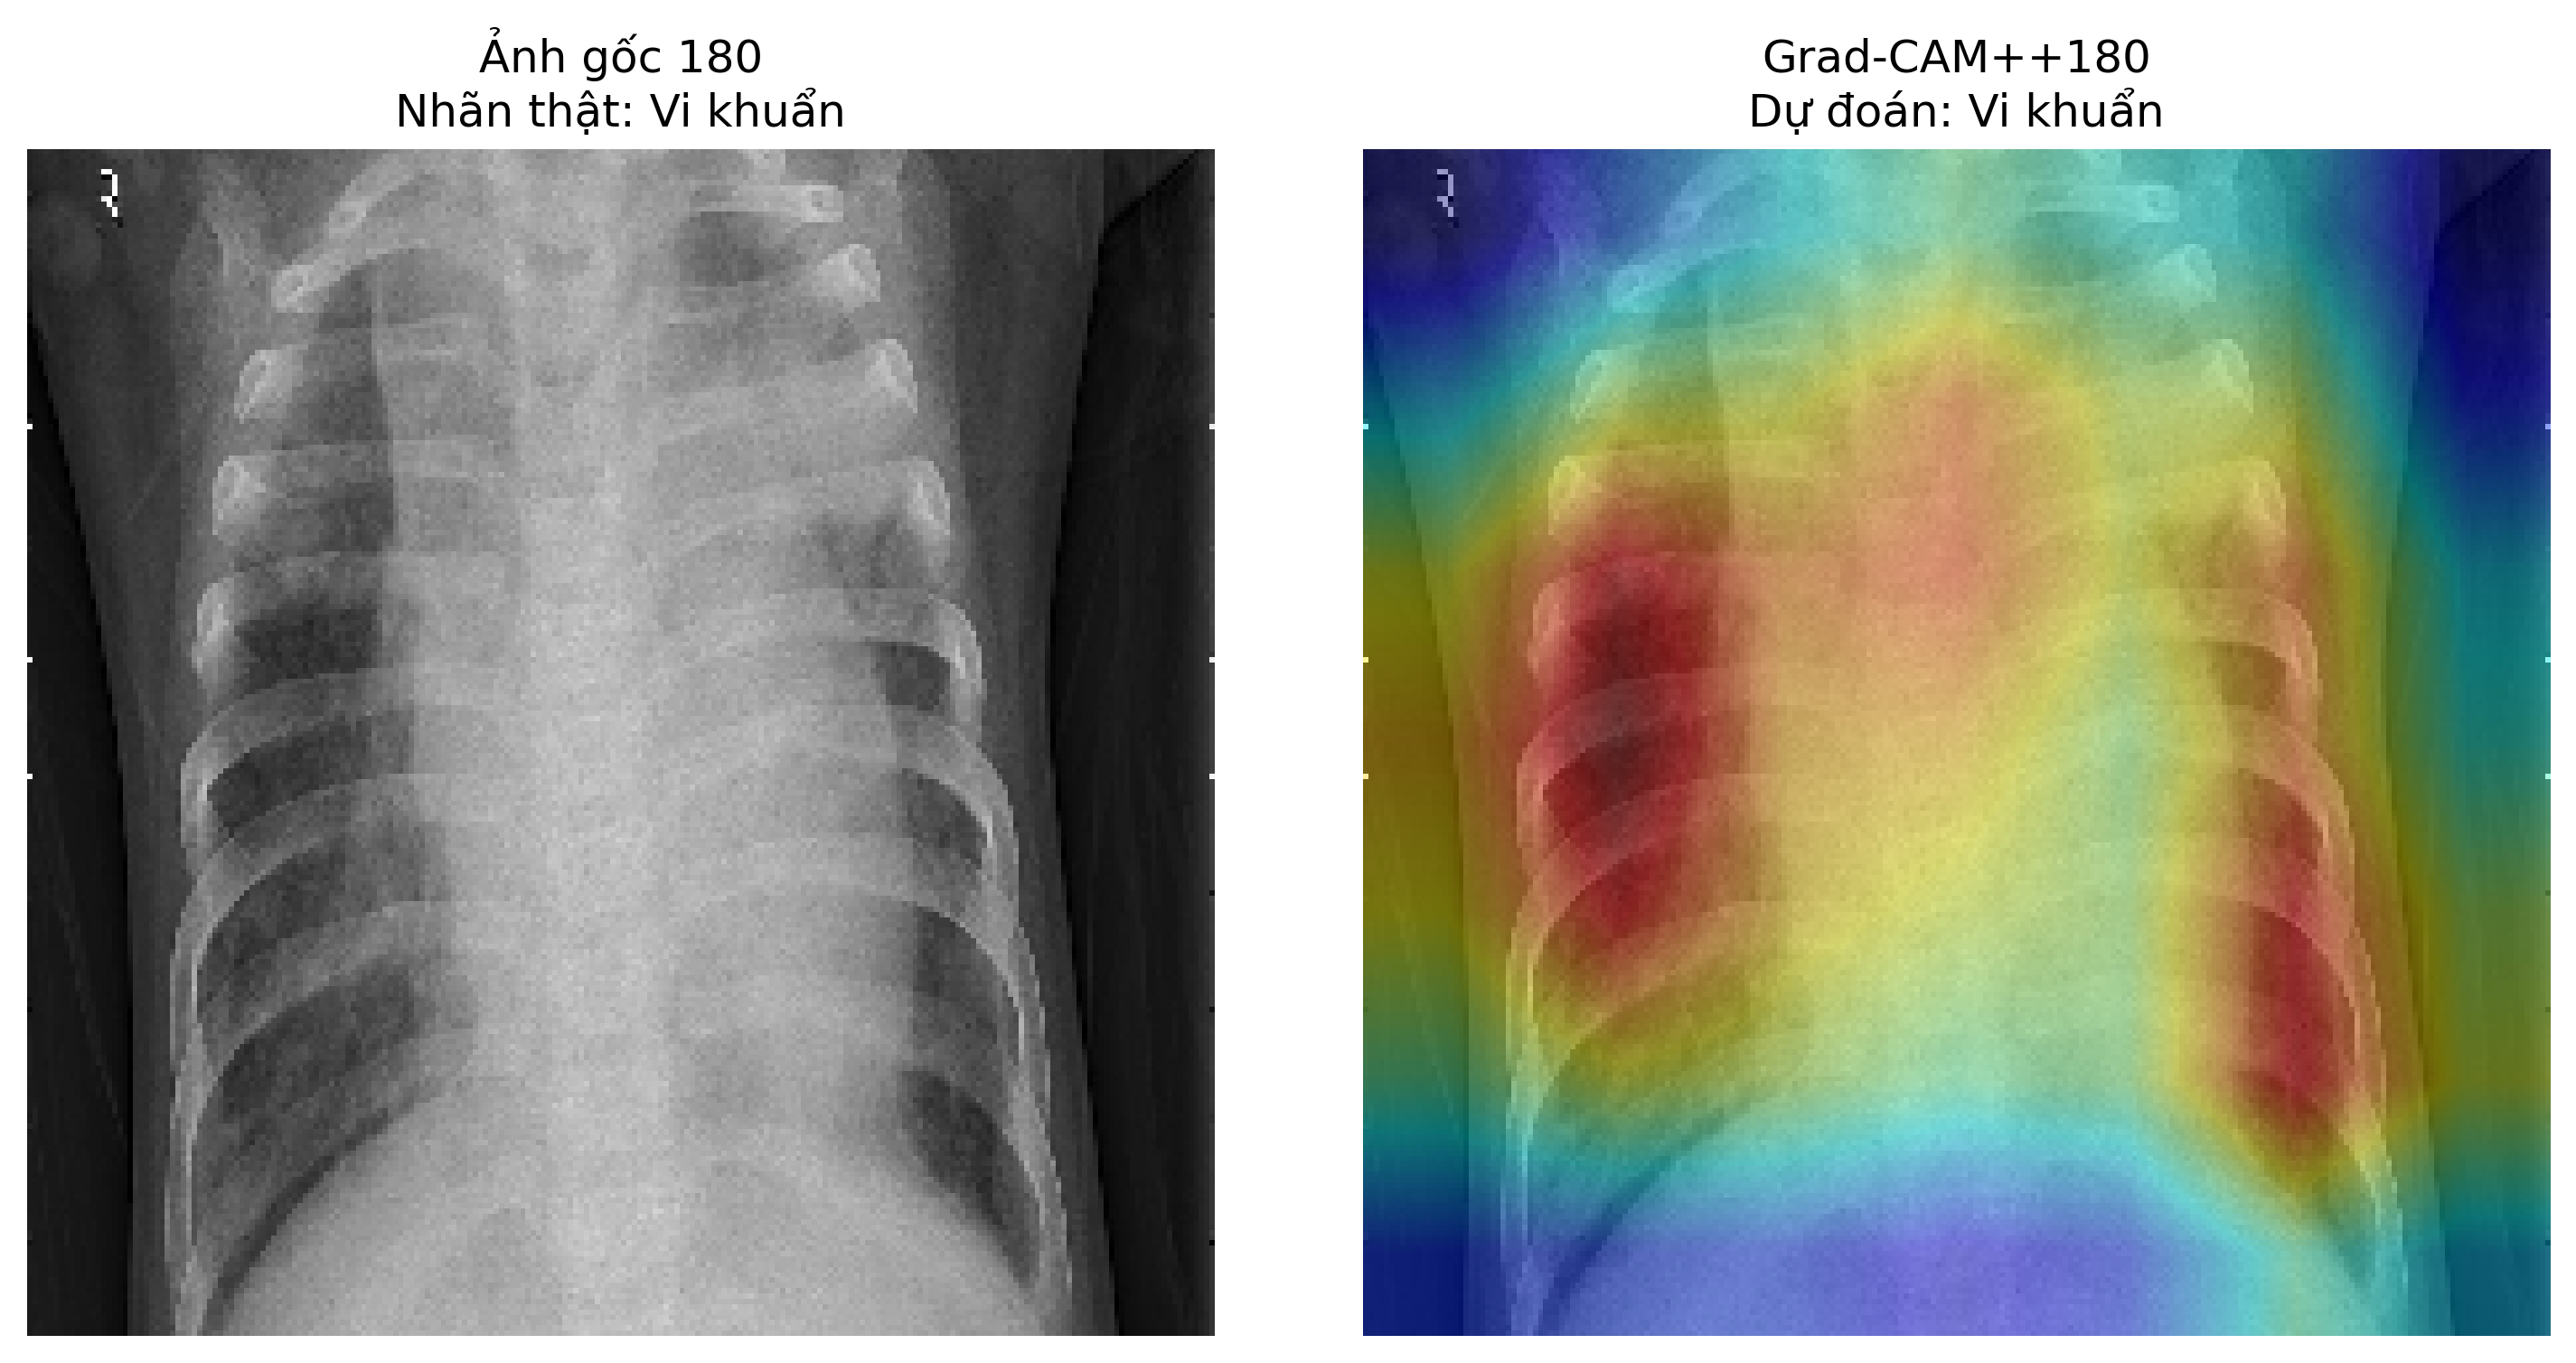 Ảnh gốc 180
Nhãn thật: Vi khuẩn
Grad-CAM++180
Dự đoán: Vi khuẩn